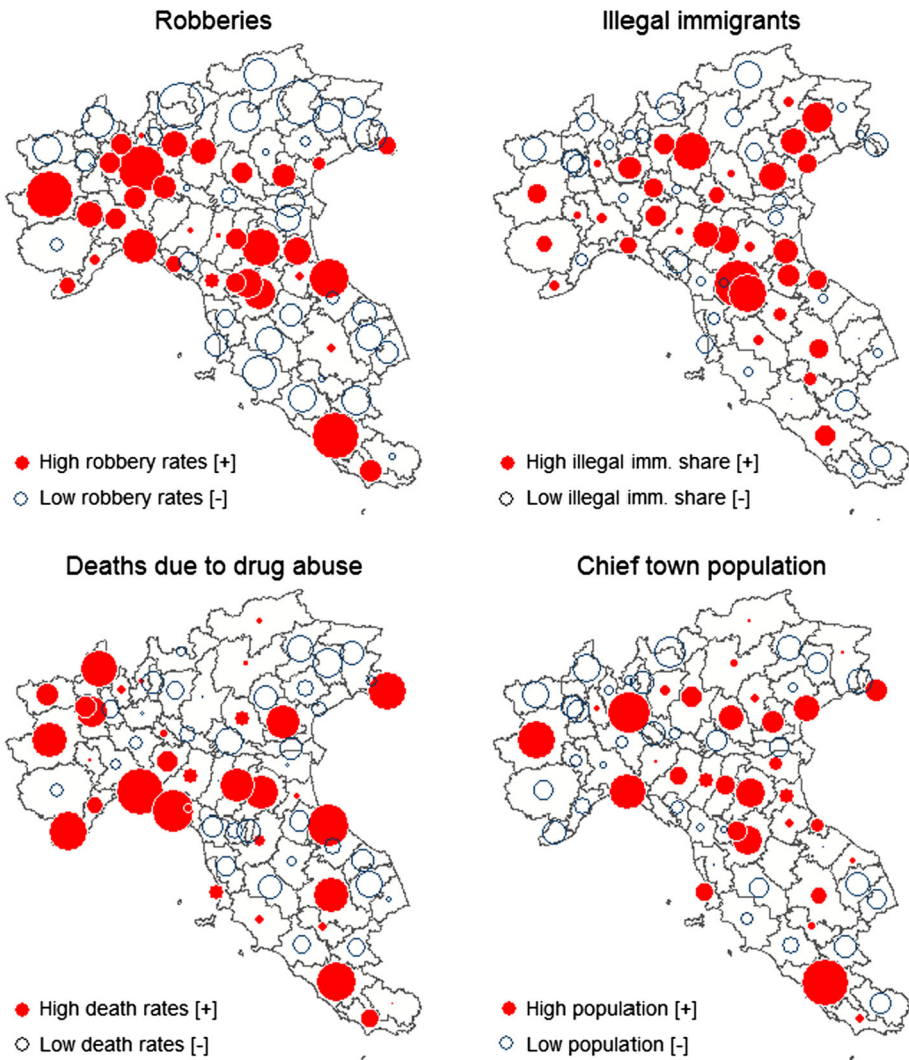 Robberies
Illegal immigrants
High robbery rates [+]
Low robbery rates [-]
High illegal imm. share [+]
Low illegal imm. share [-]
Deaths due to drug abuse
Chief town population
High death rates [+]
Low death rates [-]
High population [+]
Low population [-]